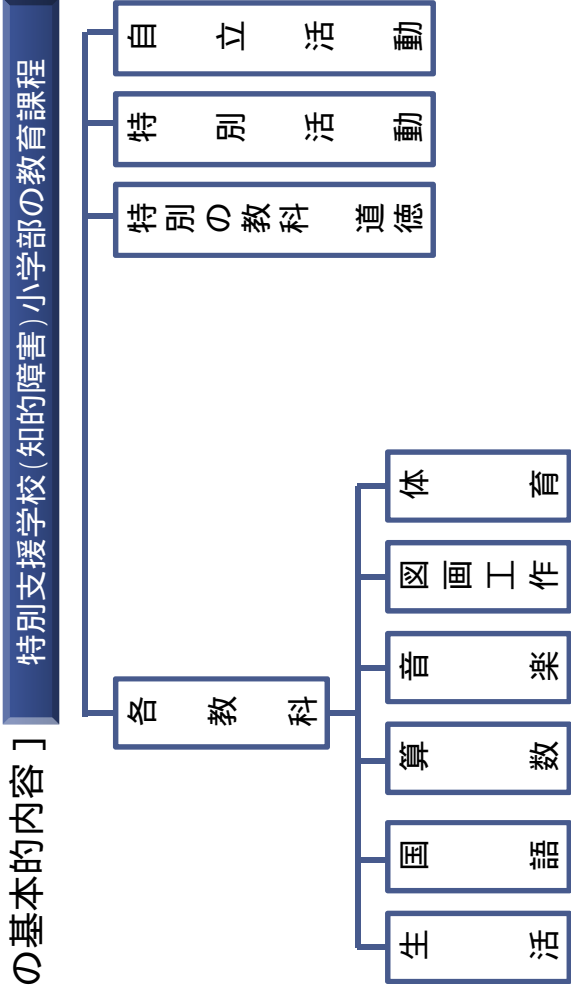 の基本的内容 ]
特別支援学校(知的障害)小学部の教育課程
各教科
特別の教科 道徳
特別活動
自立活動
生活
国語
算数
音楽
図画工作
体育